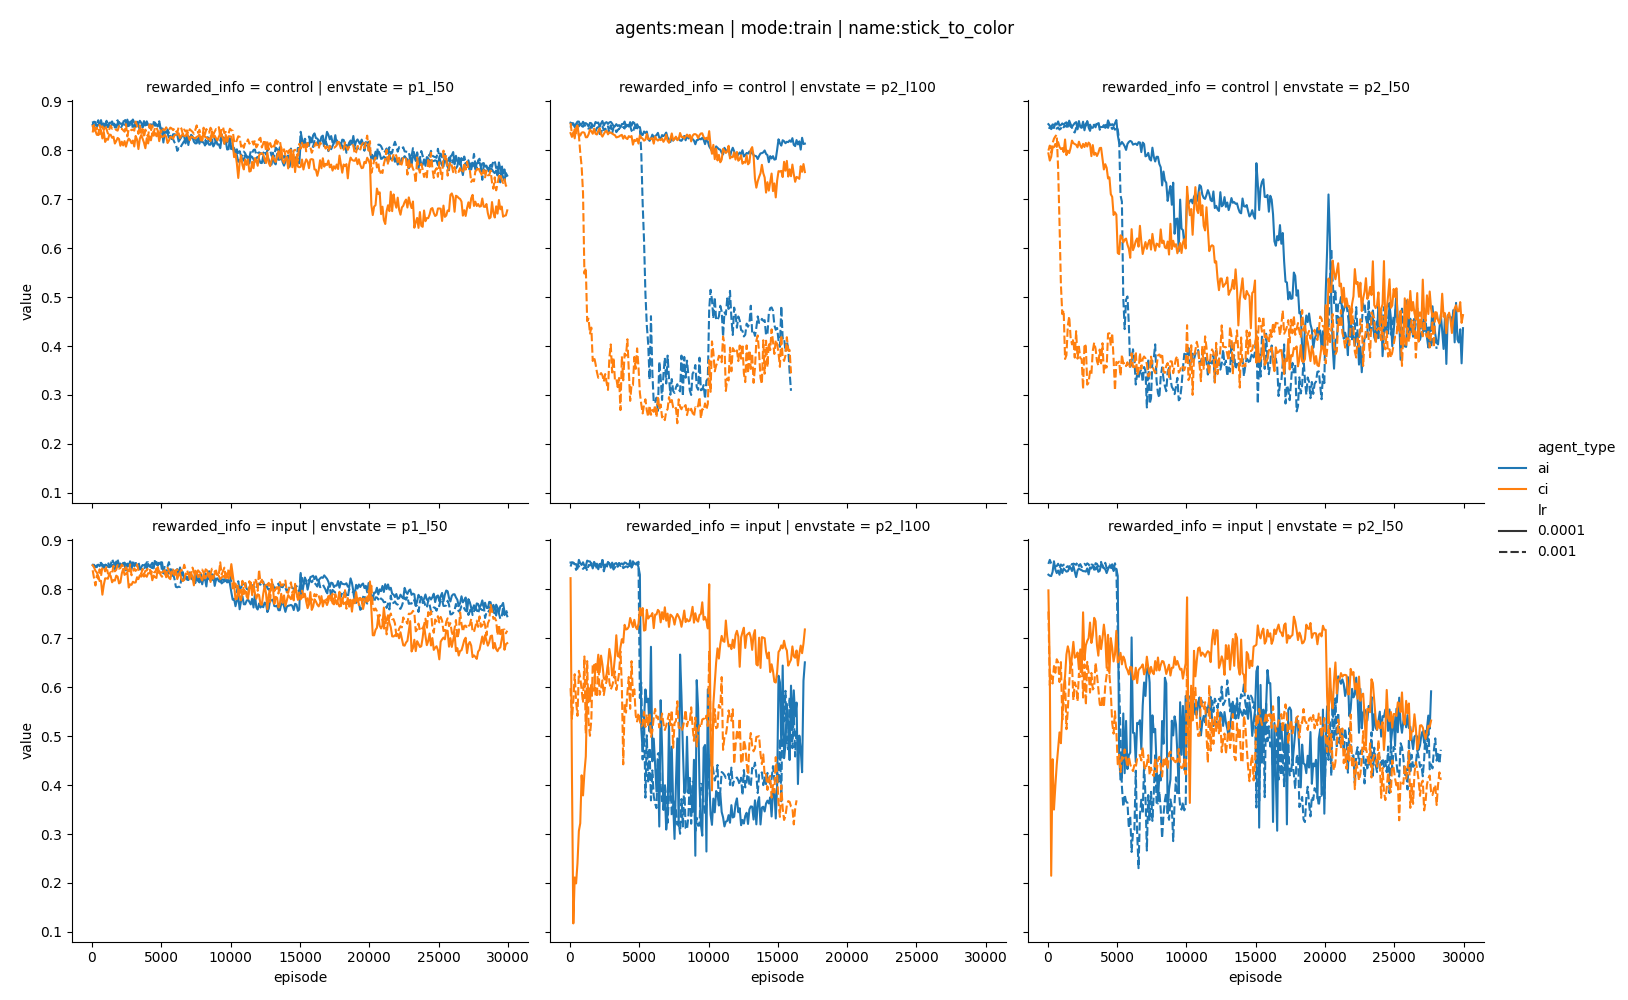 agents:mean | mode:train | name:stick_to_color
rewarded_info = control | envstate = p1_l50
rewarded_info = control | envstate = p2_l100
rewarded_info = control | envstate = p2_l50
0.9
0.8
0.7
0.6
0.5
0.4
0.3
0.2
0.1
value
agent_type
ai
ci
lr
0.0001
0.001
rewarded_info = input | envstate = p1_l50
rewarded_info = input | envstate = p2_l100
rewarded_info = input | envstate = p2_l50
0.9
0.8
0.7
0.6
0.5
0.4
0.3
0.2
0.1
value
0 5000 10000 15000 20000 25000 30000
0 5000 10000 15000 20000 25000 30000
0 5000 10000 15000 20000 25000 30000
episode
episode
episode